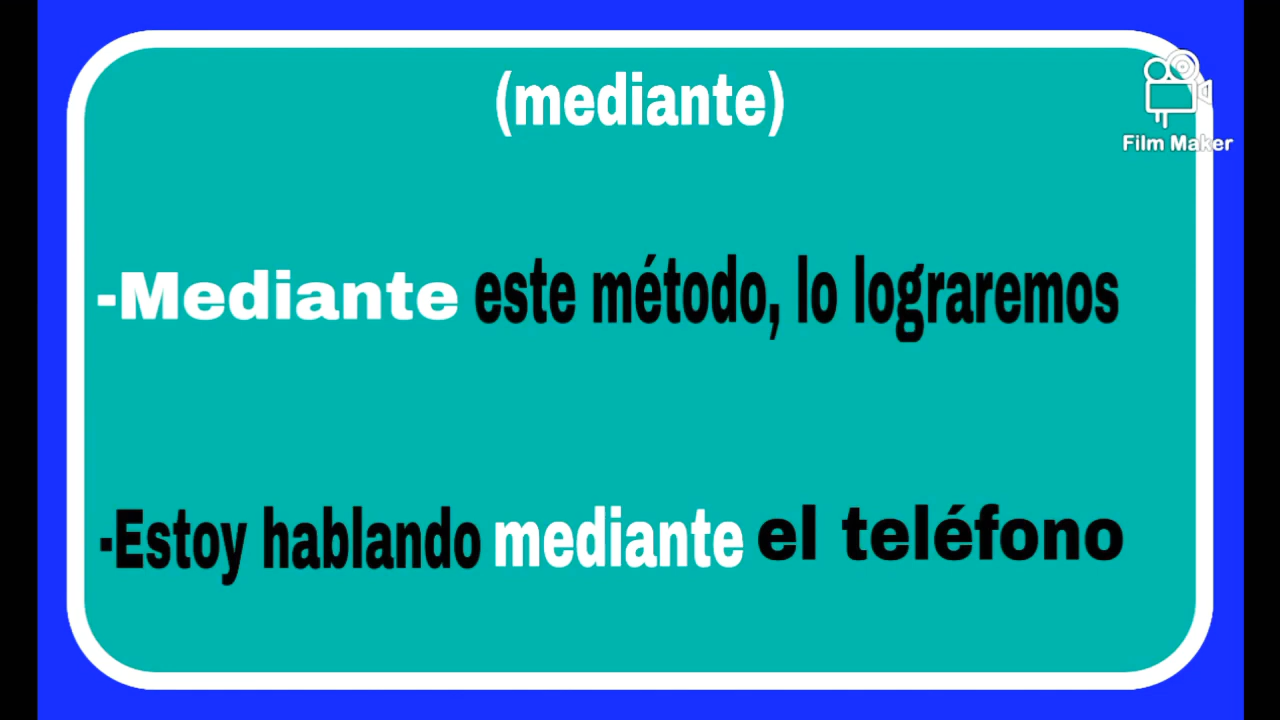 (mediante)
Film Maker
-Mediante este método, lo lograremos
-Estoy hablando mediante el teléfono